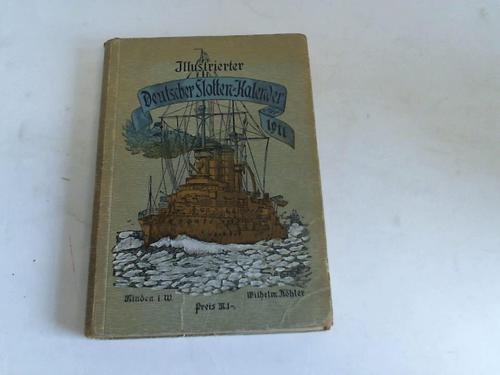 Illustrierter
Deutscher Flotten-Kalender
1911
Minden i. W. Wilhelm Köhler
Preis M.1-.